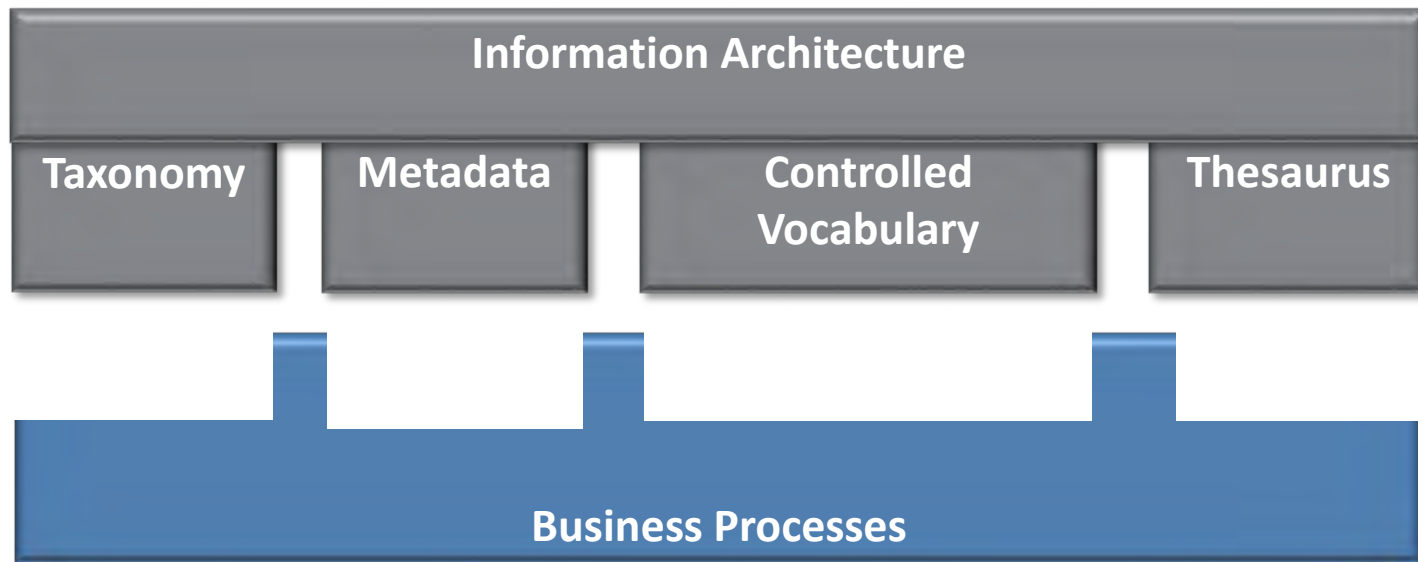 Information Architecture
Taxonomy
Metadata
Controlled
Vocabulary
Thesaurus
Business Processes